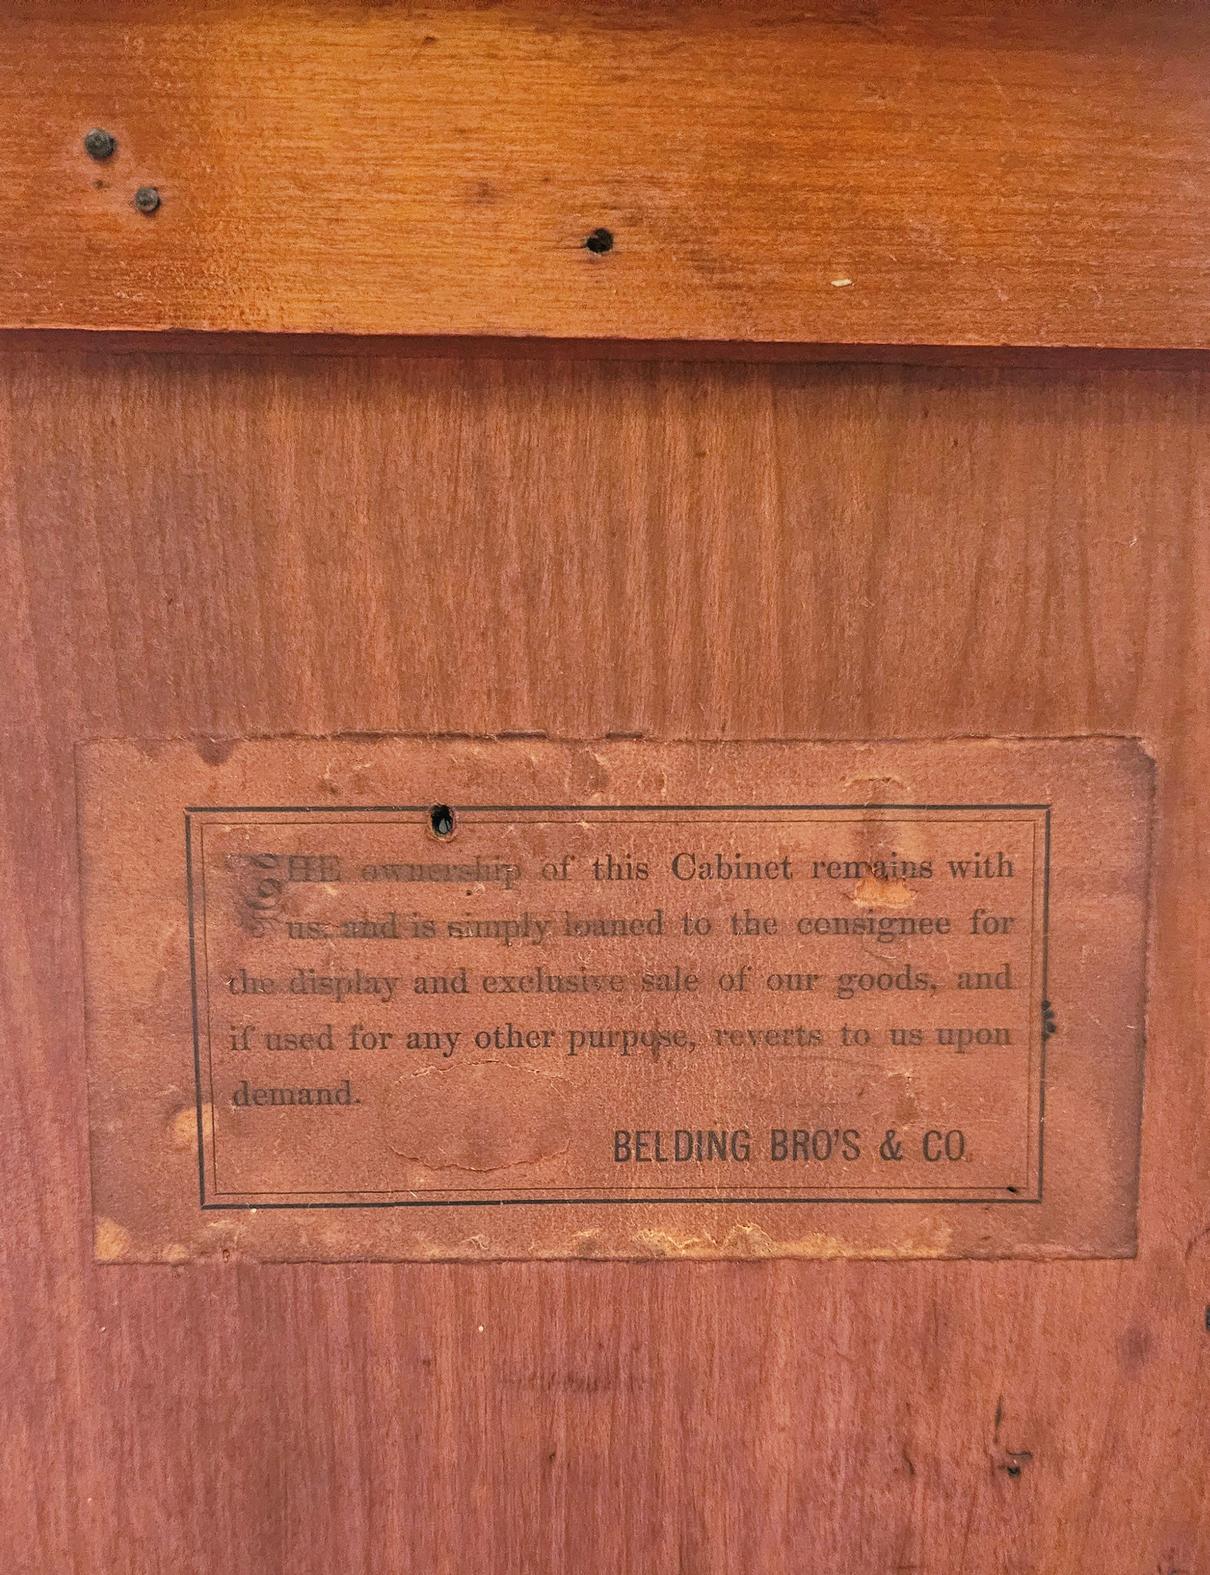 THE ownership of this Cabinet remains with
us, and is simply loaned to the consignee for
the display and exclusive sale of our goods, and
if used for any other purpose, reverts to us upon
demand.
BELDING BRO'S & CO.